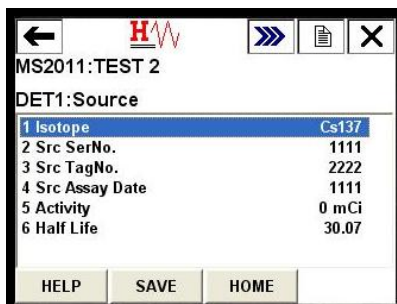 H
MS2011:TEST 2
DET1:Source
1 Isotope Cs137
2 Src SerNo. 1111
3 Src TagNo. 2222
4 Src Assay Date 1111
5 Activity 0 mCi
6 Half Life 30.07
HELP SAVE HOME